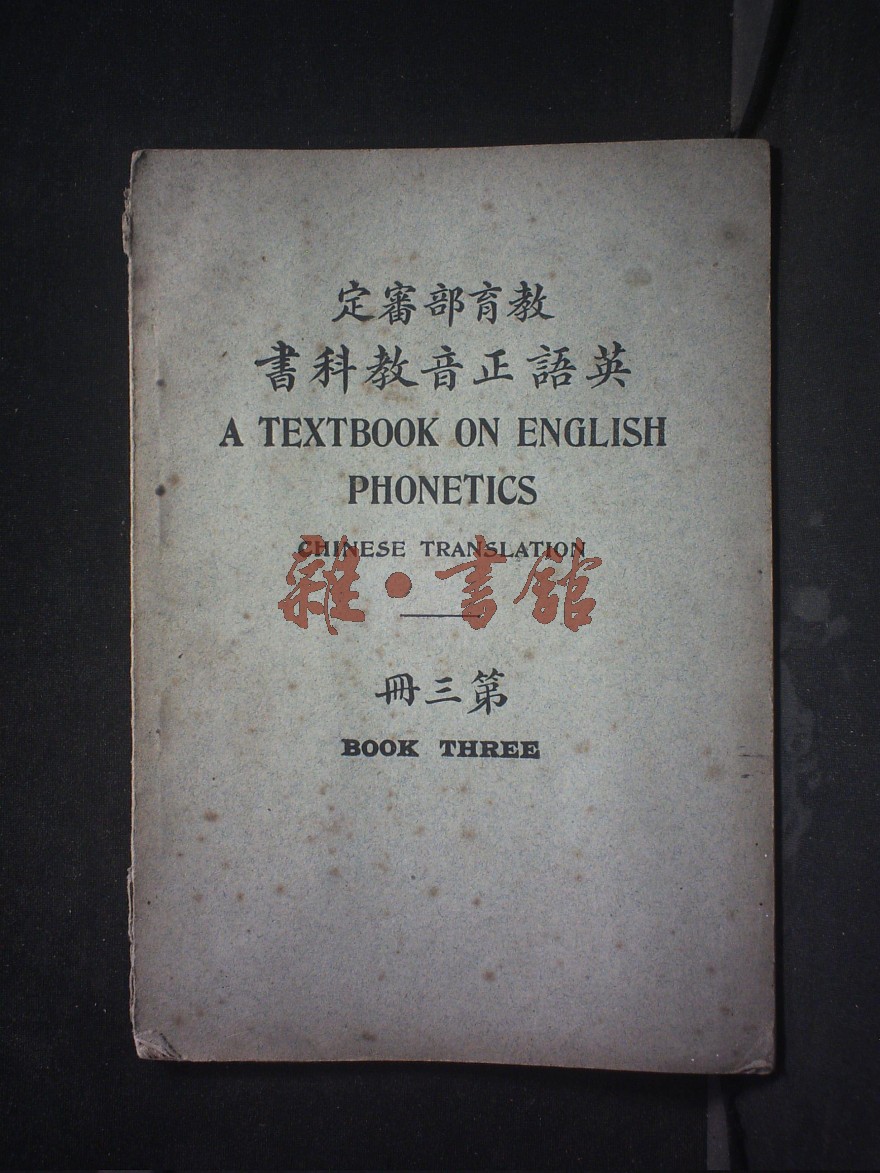 教育部審定
英語正音教科書
A TEXTBOOK ON ENGLISH
PHONETICS
CHINESE TRANSLATION
雜·書館
第三冊
BOOK THREE